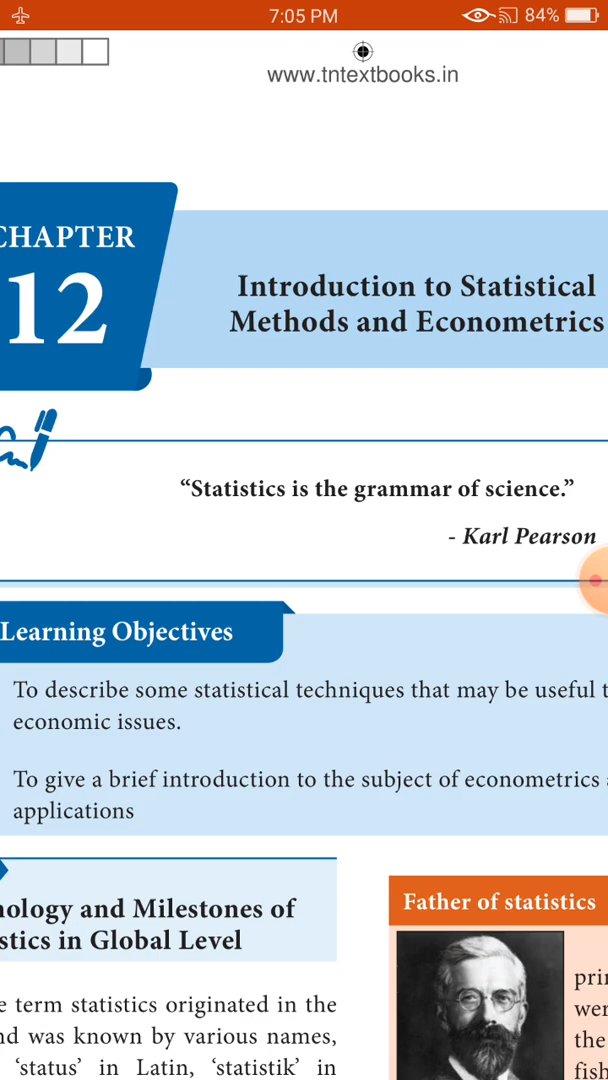 7:05 PM
84%
www.tntextbooks.in
CHAPTER
12
Introduction to Statistical
Methods and Econometrics
“Statistics is the grammar of science.”
- Karl Pearson
Learning Objectives
To describe some statistical techniques that may be useful
economic issues.
To give a brief introduction to the subject of econometrics
applications
and Milestones of
in Global Level
Father of statistics
term statistics originated in the
was known by various names,
‘status’ in Latin, ‘statistik’ in
were
the